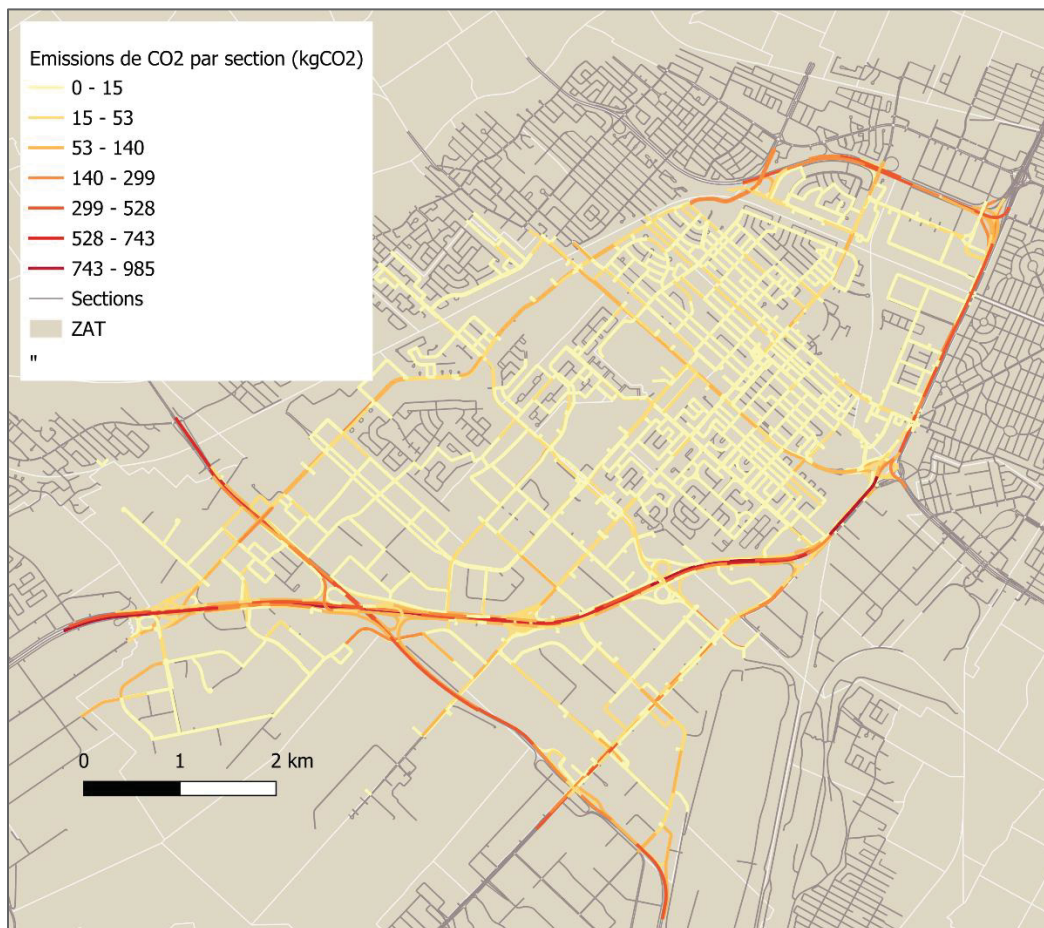 Emissions de CO2 par section (kgCO2)
0 - 15
15 - 53
53 - 140
140 - 299
299 - 528
528 - 743
743 - 985
Sections
ZAT
"
0 1 2 km